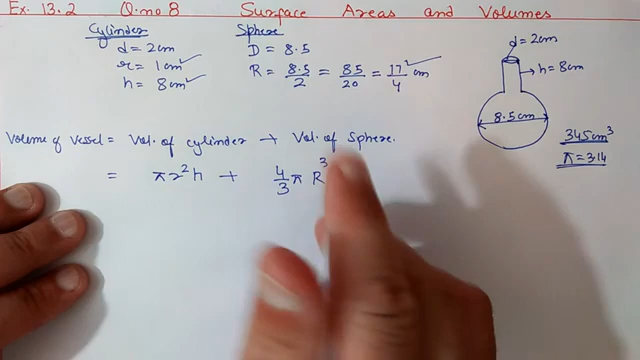 Ex. 13.2 Q.no 8 Surface Areas and Volumes
Cylinder
d = 2cm
r = 1cm
h = 8cm
Sphere
D = 8.5
R = 8.5/2 = 85/20 = 17/4 cm
d = 2cm
h = 8cm
8.5cm
345cm³
π = 3.14
Volume of Vessel = Vol. of cylinder + Vol. of Sphere.
= πr²h + 4/3 π R³